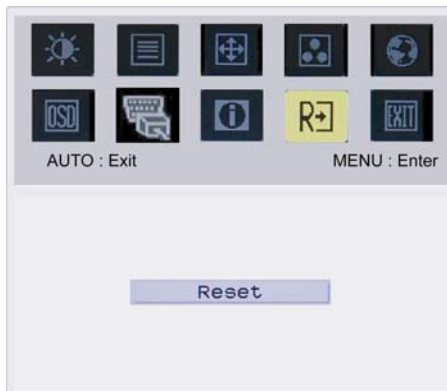 OSD
i
R
EXIT
AUTO : Exit
MENU : Enter
Reset